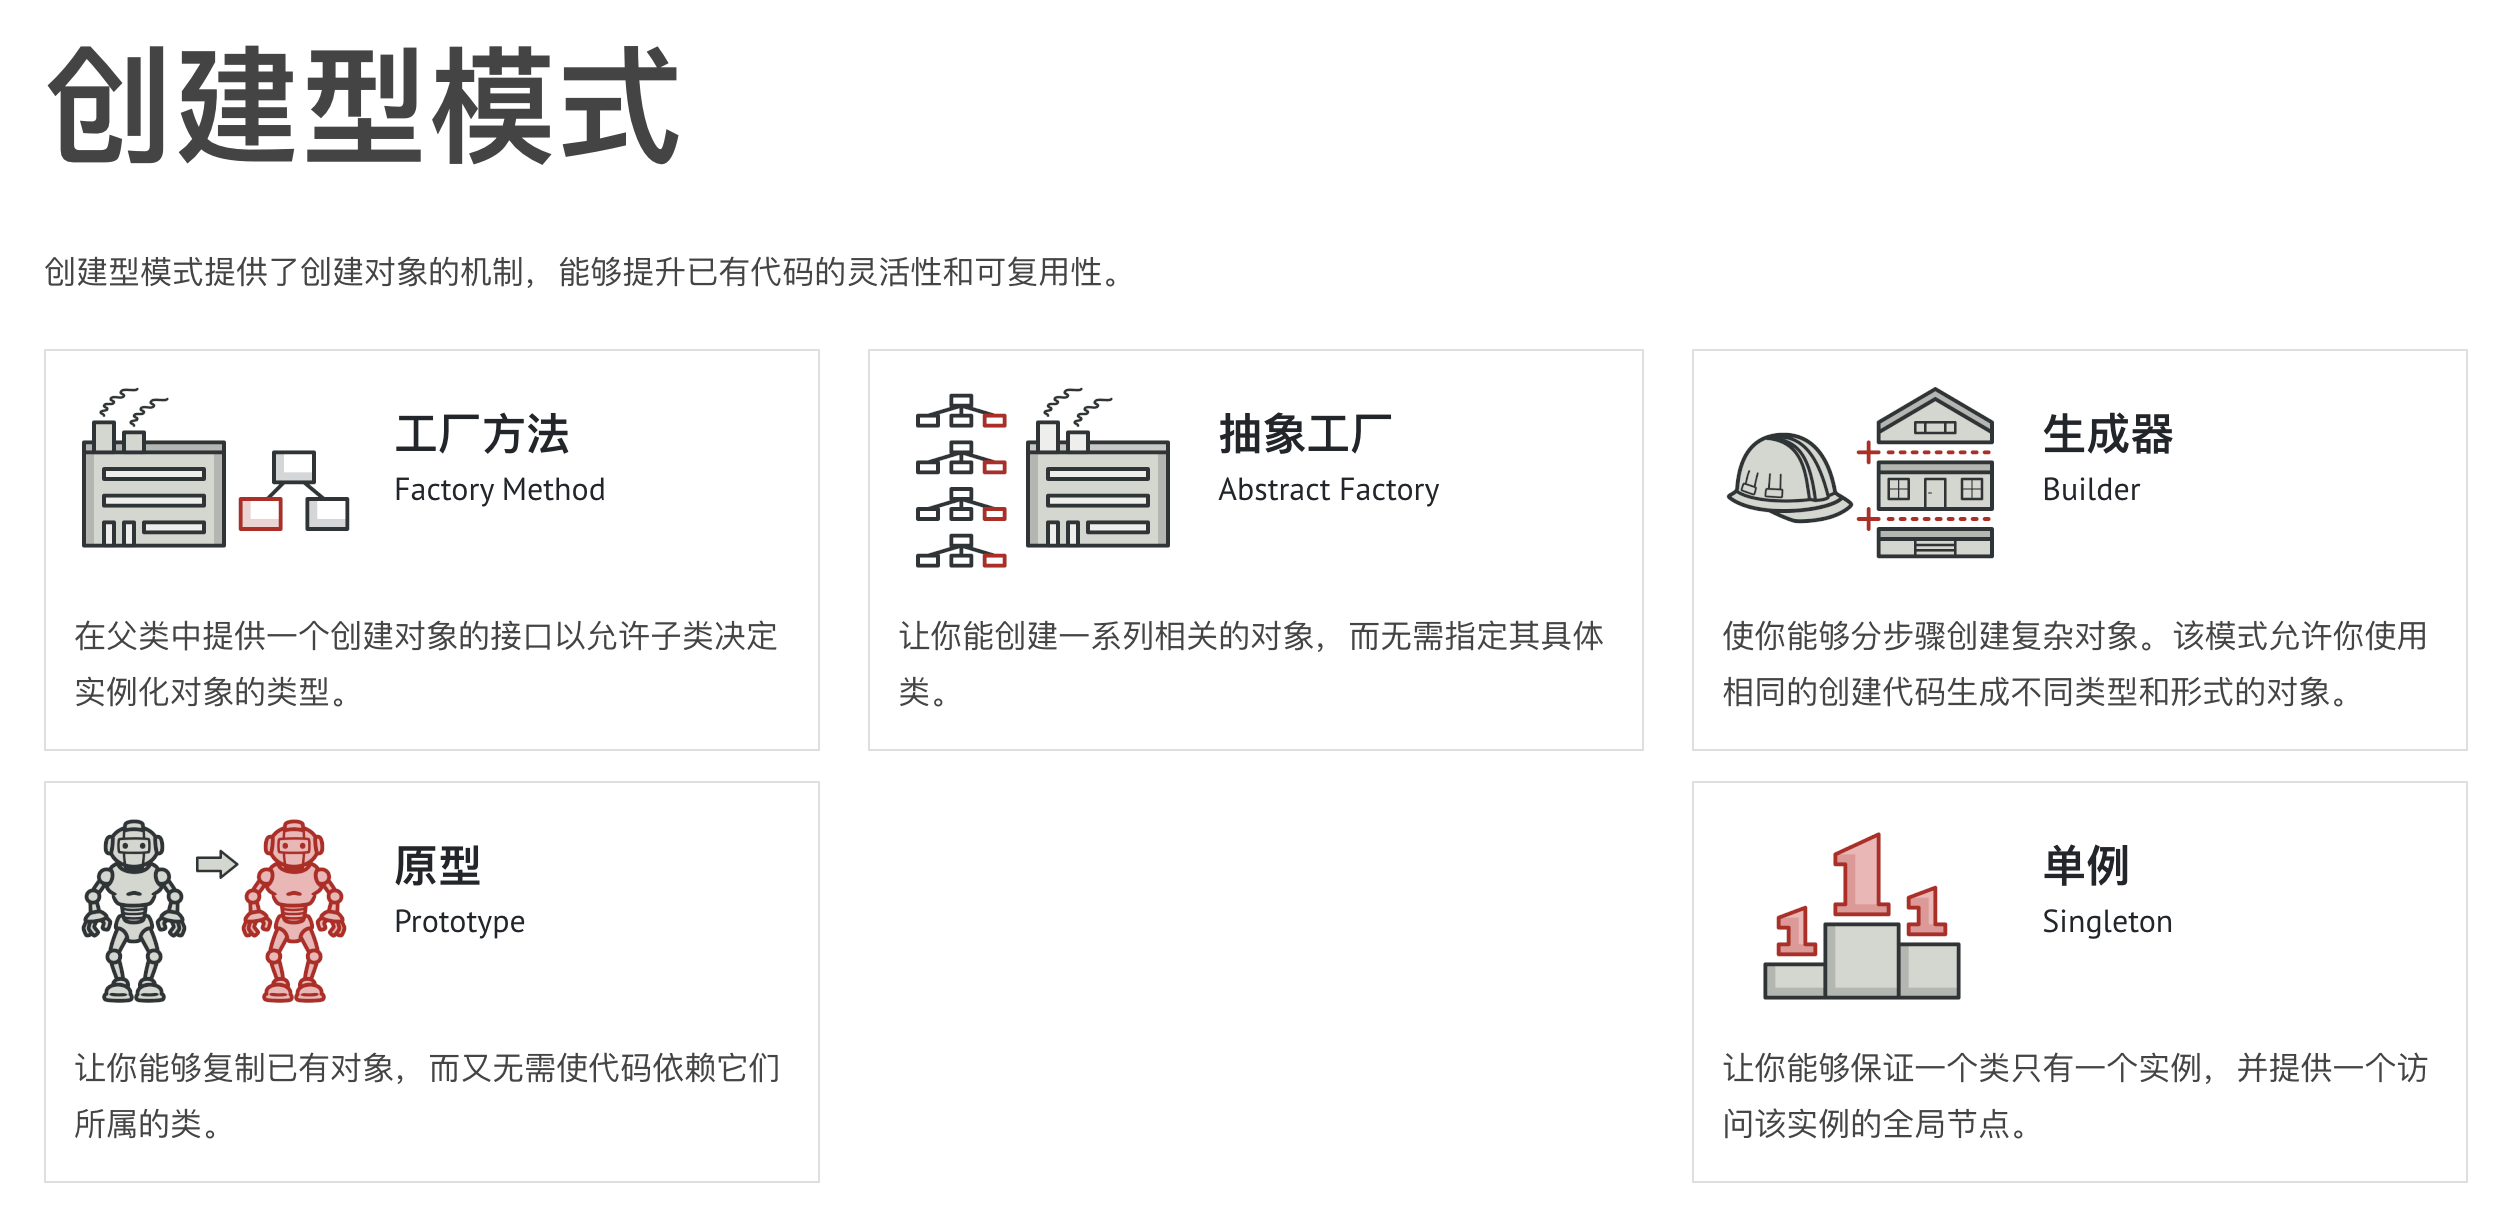 创建型模式
创建型模式提供了创建对象的机制， 能够提升已有代码的灵活性和可复用性。
工厂方法
Factory Method
在父类中提供一个创建对象的接口以允许子类决定
实例化对象的类型。
抽象工厂
Abstract Factory
让你能创建一系列相关的对象， 而无需指定其具体
类。
生成器
Builder
使你能够分步骤创建复杂对象。 该模式允许你使用
相同的创建代码生成不同类型和形式的对象。
原型
Prototype
让你能够复制已有对象， 而又无需使代码依赖它们
所属的类。
1
1
1
单例
Singleton
让你能够保证一个类只有一个实例， 并提供一个访
问该实例的全局节点。